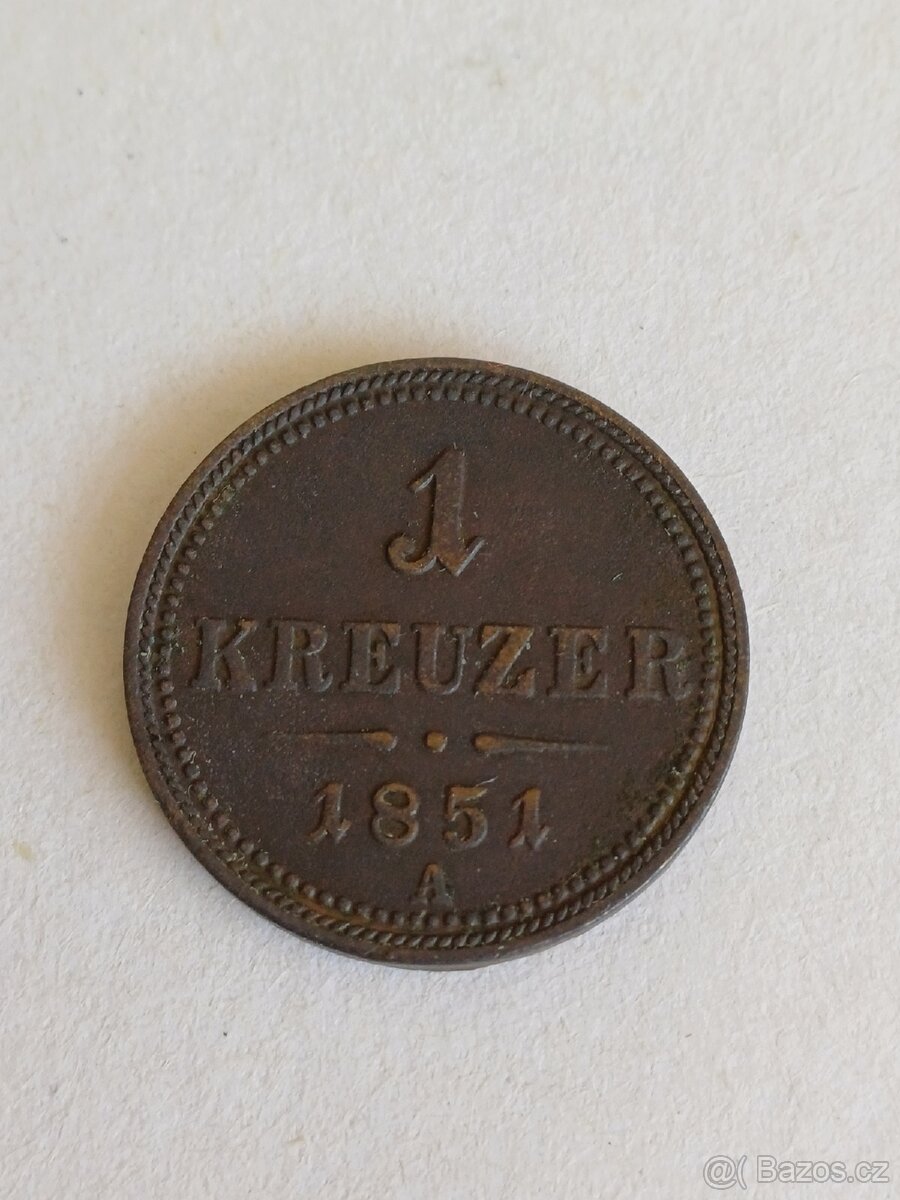 1
KREUZER
1851
A
@( Bazos.cz